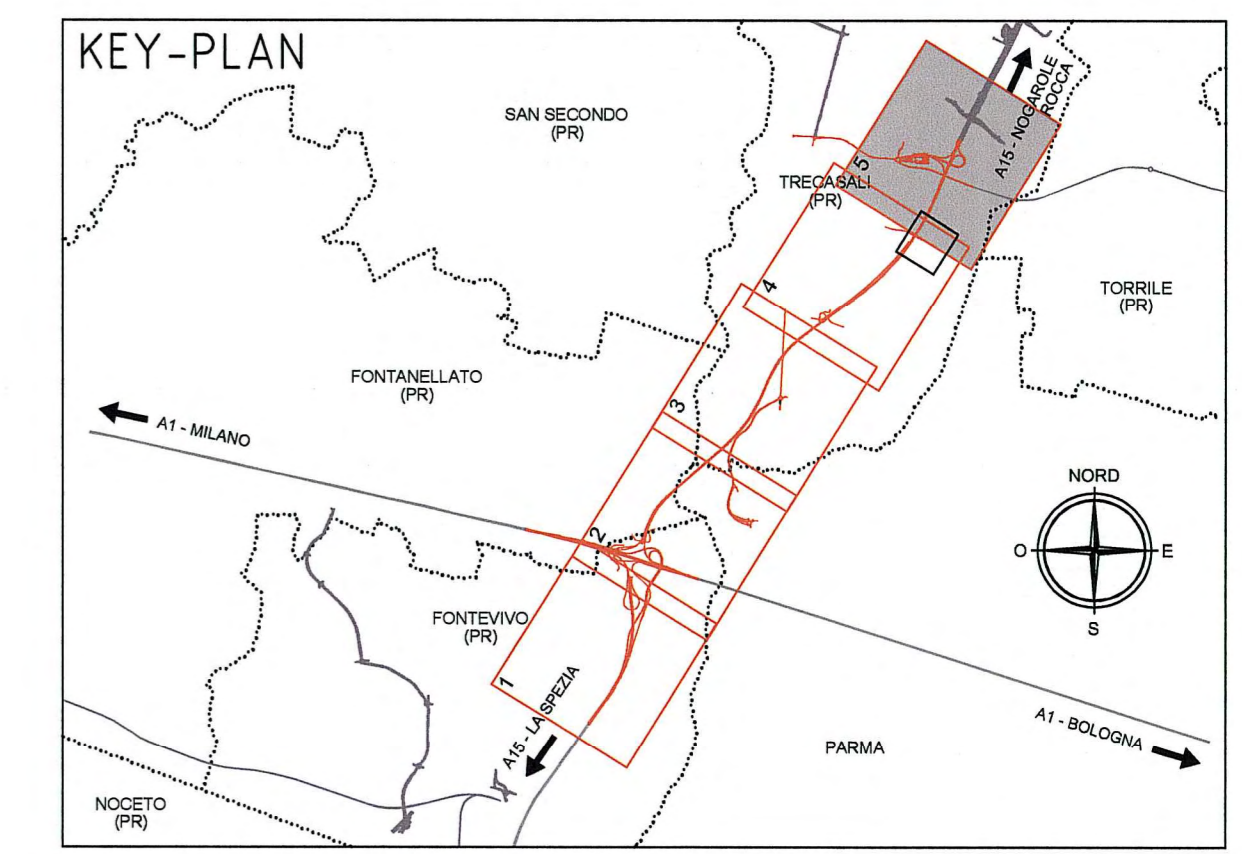 KEY-PLAN
SAN SECONDO
(PR)
A15 - NOGAROLE
ROCCA
5
TRECASALI
(PR)
4
TORRILE
(PR)
FONTANELLATO
(PR)
3
A1 - MILANO
NORD
O
E
S
2
FONTEVIVO
(PR)
1
A15 - LA SPEZIA
A1 - BOLOGNA
PARMA
NOCETO
(PR)